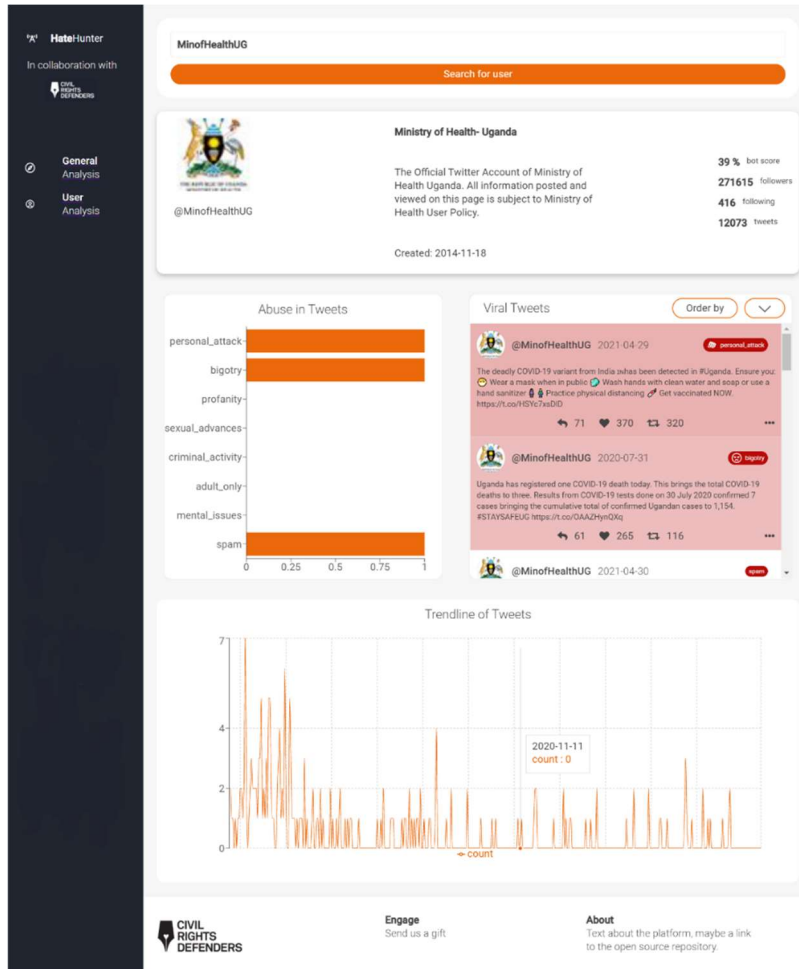 HateHunter
In collaboration with
CIVIL
RIGHTS
DEFENDERS
General
Analysis
User
Analysis
MinofHealthUG
Search for user
@MinofHealthUG
Ministry of Health- Uganda
The Official Twitter Account of Ministry of
Health Uganda. All information posted and
viewed on this page is subject to Ministry of
Health User Policy.
Created: 2014-11-18
39 % bot score
271615 followers
416 following
12073 tweets
Abuse in Tweets
personal_attack
bigotry
profanity
sexual_advances
criminal_activity
adult_only
mental_issues
spam
0 0.25 0.5 0.75 1
Viral Tweets
Order by
@MinofHealthUG 2021-04-29 personal_attack
The deadly COVID-19 variant from India has been detected in #Uganda. Ensure you:
Wear a mask when in public Wash hands with clean water and soap or use a
hand sanitizer Practice physical distancing Get vaccinated NOW.
71 370 320
@MinofHealthUG 2020-07-31 bigotry
Uganda has registered one COVID-19 death today. This brings the total COVID-19
deaths to three. Results from COVID-19 tests done on 30 July 2020 confirmed 7
cases bringing the cumulative total of confirmed Ugandan cases to 1,154.
#STAYSAFEUG https://t.co/OAAZHynQXq
61 265 116
@MinofHealthUG 2021-04-30 spam
Trendline of Tweets
7
4
2
0
2020-11-11
count : 0
count
CIVIL
RIGHTS
DEFENDERS
Engage
Send us a gift
About
Text about the platform, maybe a link
to the open source repository.